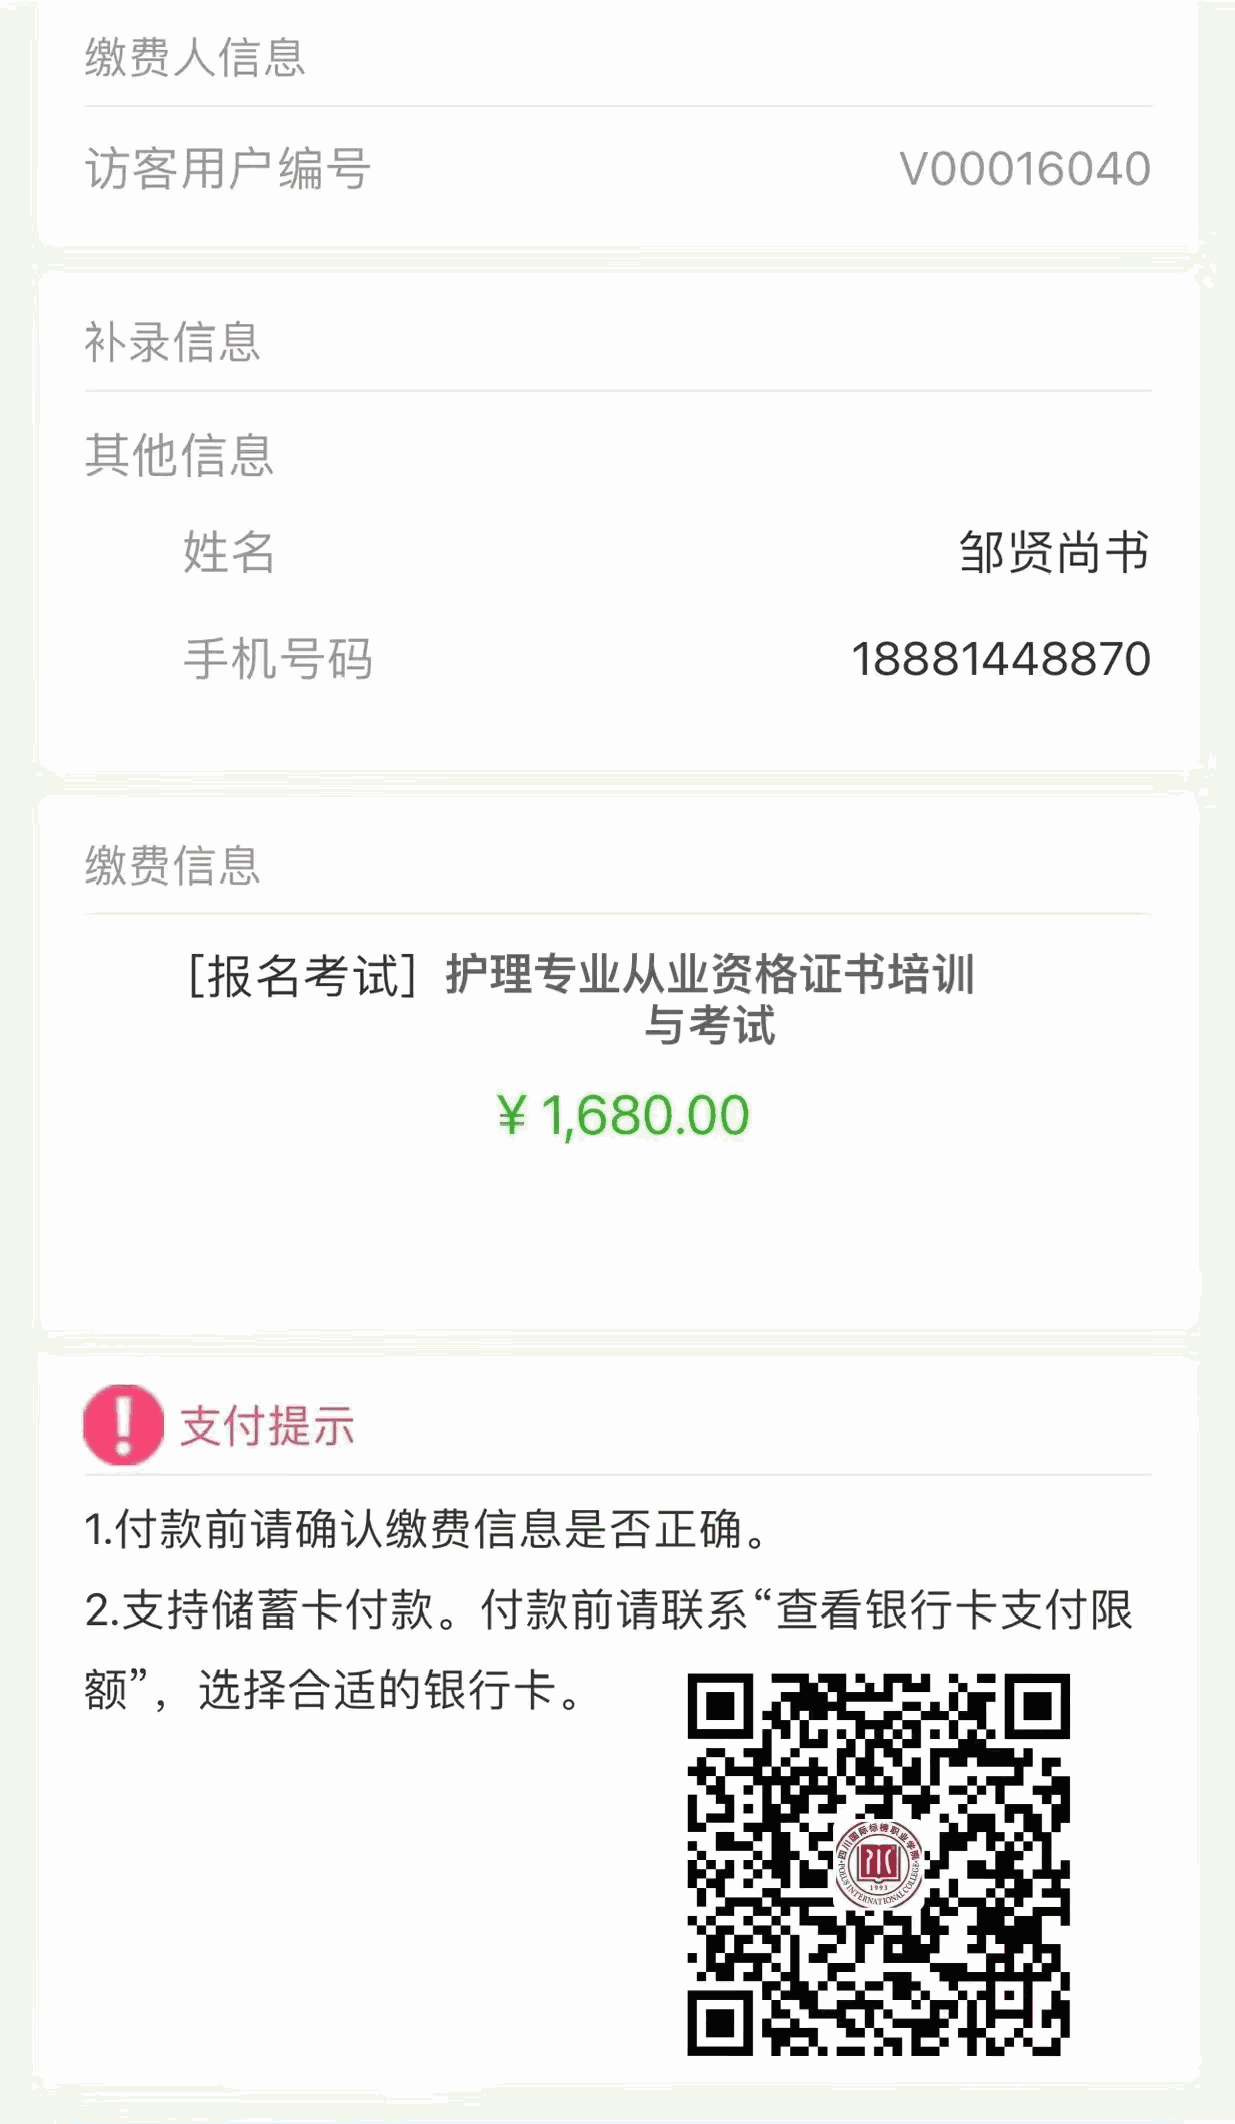 缴费人信息
访客用户编号 V00016040
补录信息
其他信息
姓名 邹贤尚书
手机号码 18881448870
缴费信息
［报名考试］护理专业从业资格证书培训
与考试
¥ 1,680.00
支付提示
1.付款前请确认缴费信息是否正确。
2.支持储蓄卡付款。付款前请联系“查看银行卡支付限
额”，选择合适的银行卡。
四川国际标榜职业学院
1993
POLUS INTERNATIONAL COLLEGE